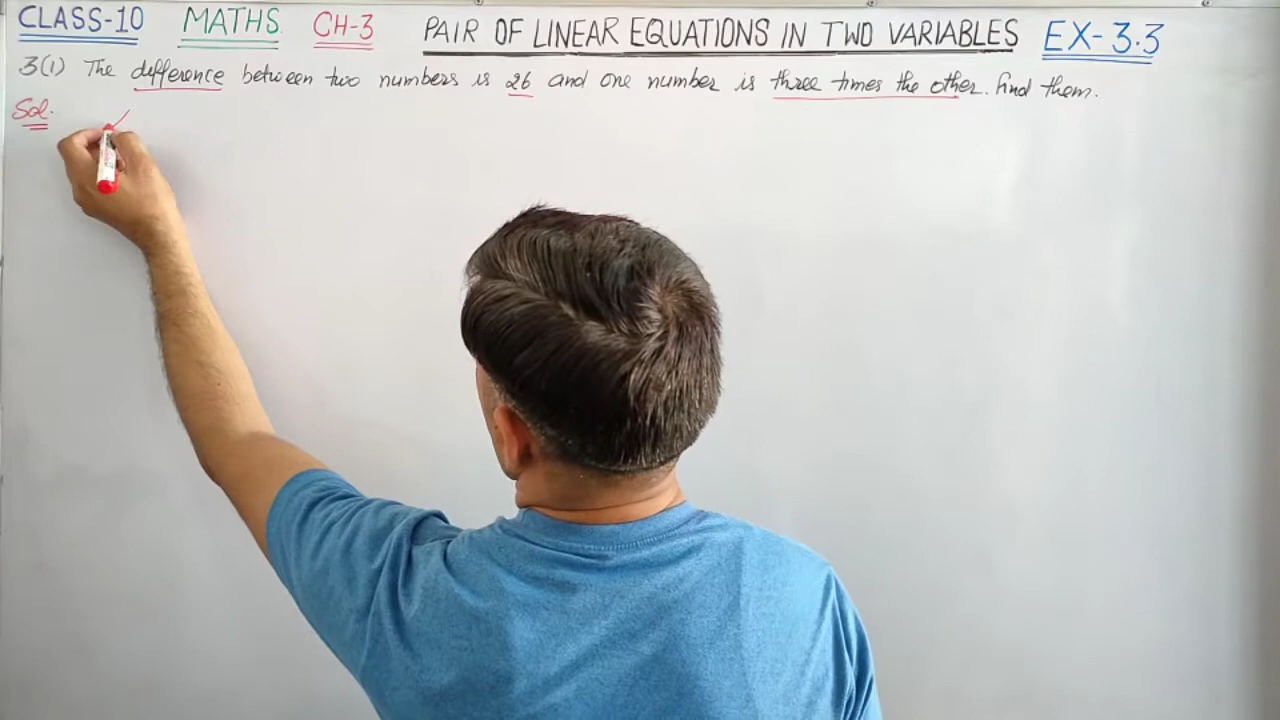 CLASS-10 MATHS CH-3 PAIR OF LINEAR EQUATIONS IN TWO VARIABLES EX-3.3
3(1) The difference between two numbers is 26 and one number is three times the other. Find them.
Sol.